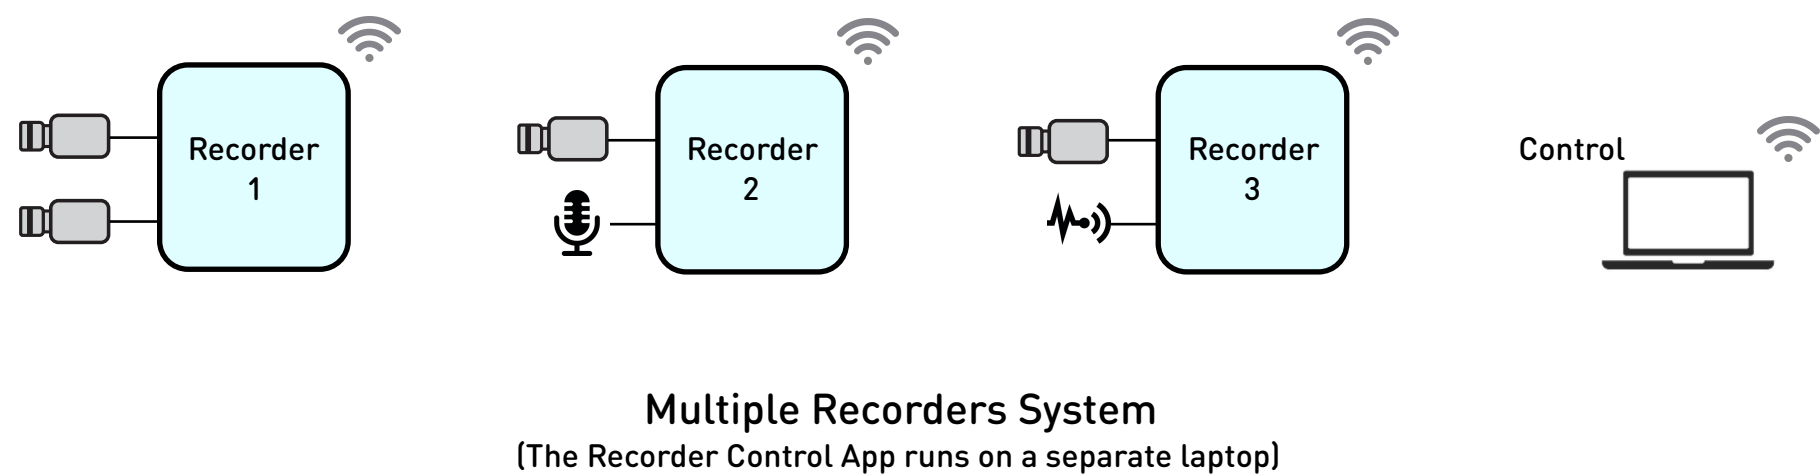 Recorder
1
Recorder
2
Recorder
3
Control
Multiple Recorders System
(The Recorder Control App runs on a separate laptop)